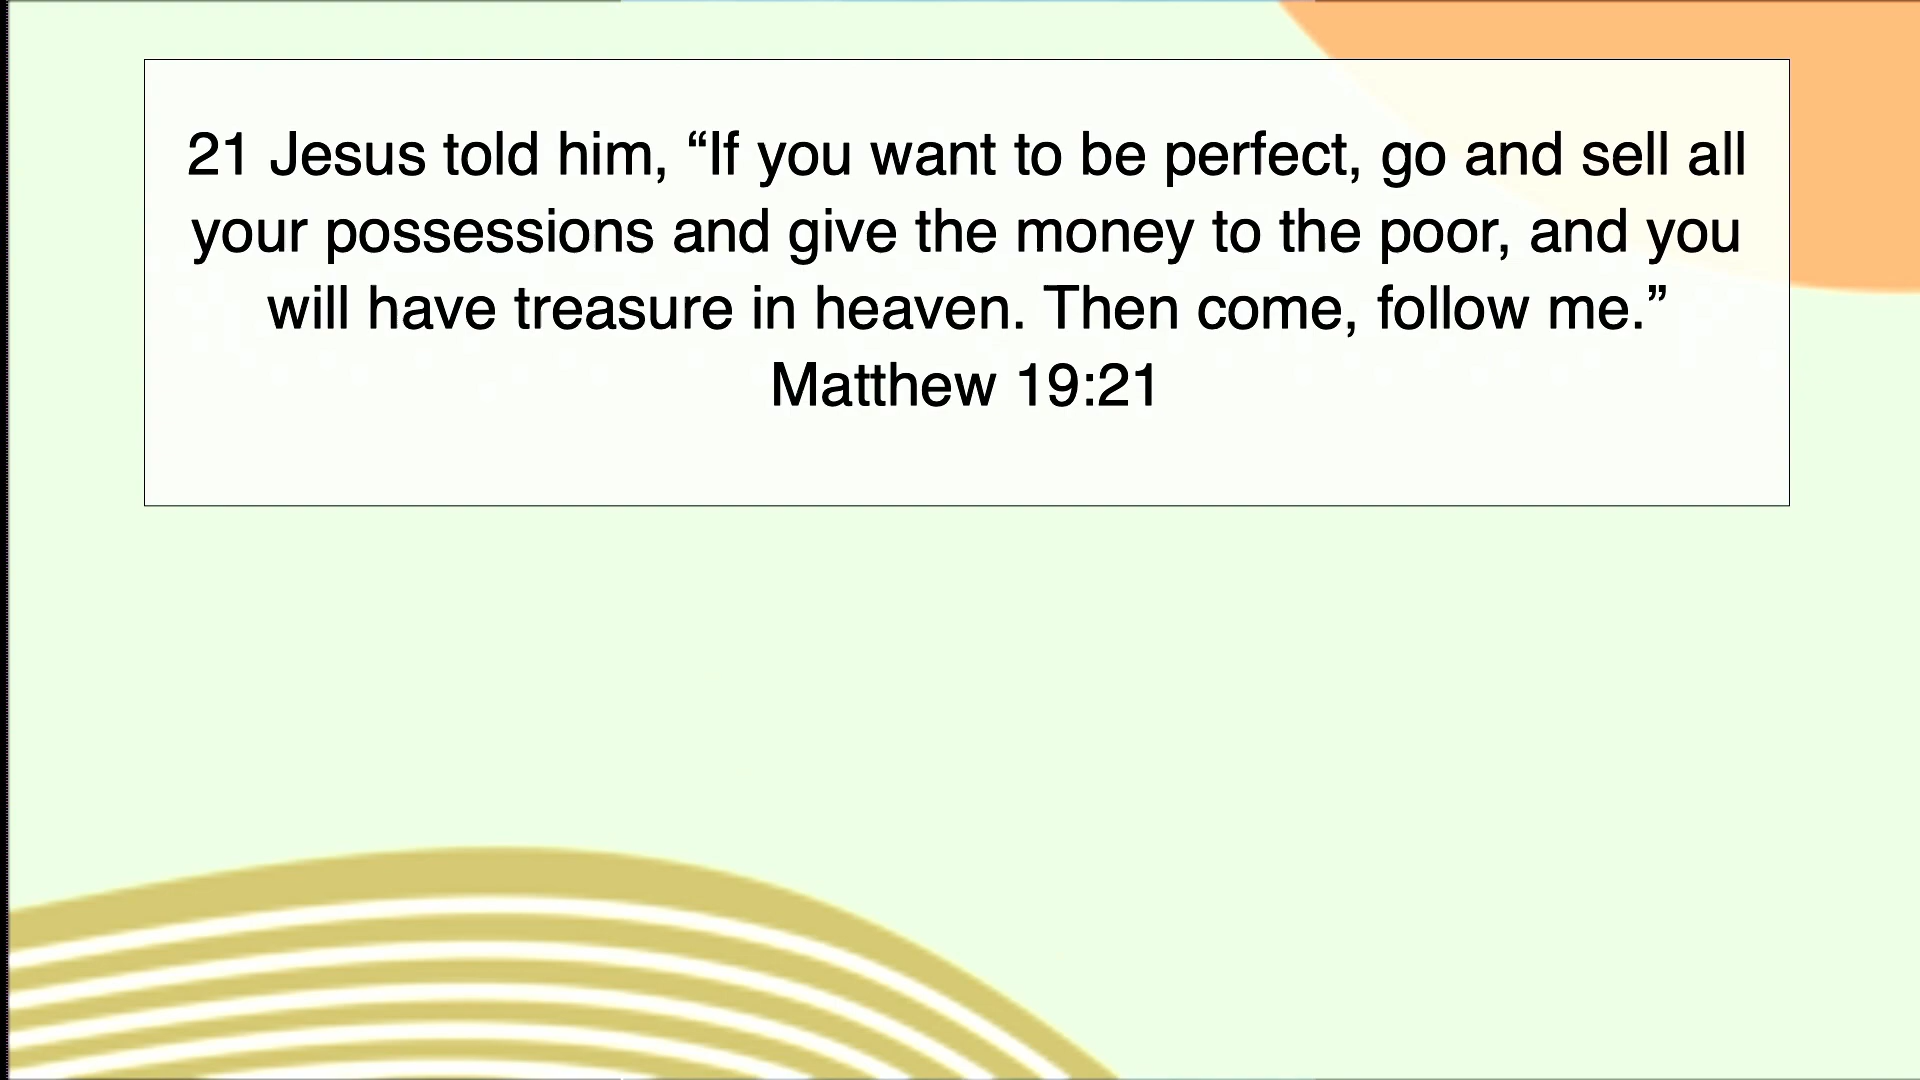 21 Jesus told him, “If you want to be perfect, go and sell all
your possessions and give the money to the poor, and you
will have treasure in heaven. Then come, follow me.”
Matthew 19:21